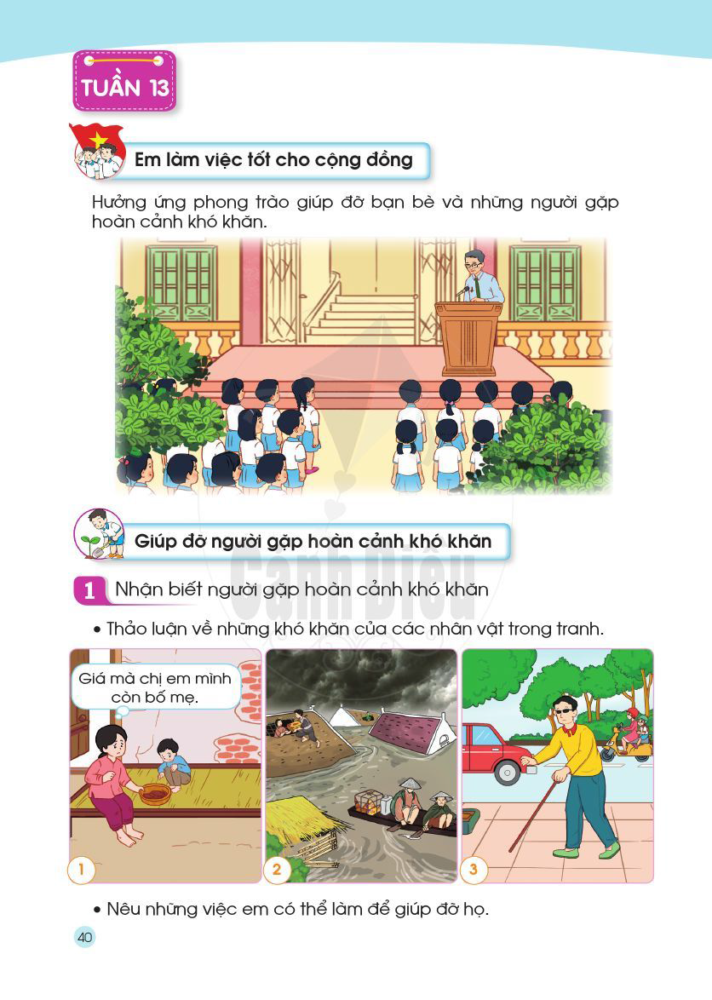 TUẦN 13
Em làm việc tốt cho cộng đồng
Hưởng ứng phong trào giúp đỡ bạn bè và những người gặp
hoàn cảnh khó khăn.
Giúp đỡ người gặp hoàn cảnh khó khăn
Cánh Diều
1 Nhận biết người gặp hoàn cảnh khó khăn
• Thảo luận về những khó khăn của các nhân vật trong tranh.
Giá mà chị em mình
còn bố mẹ.
1
2
3
• Nêu những việc em có thể làm để giúp đỡ họ.
40